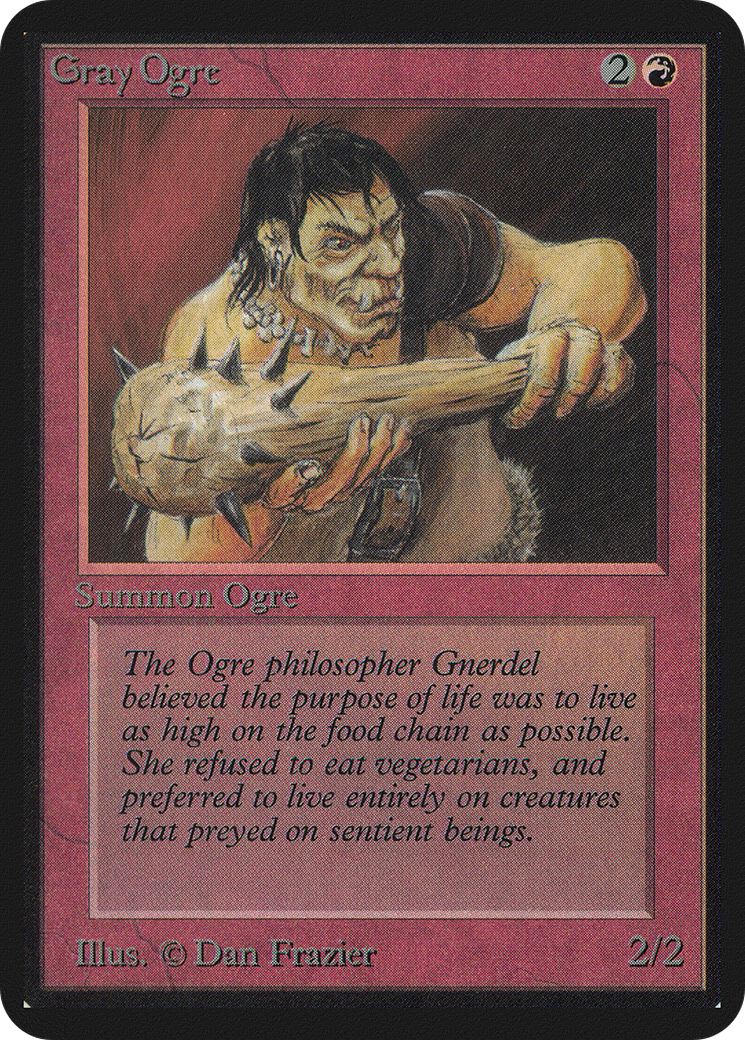 Gray Ogre 2
Summon Ogre
The Ogre philosopher Gnerdel
believed the purpose of life was to live
as high on the food chain as possible.
She refused to eat vegetarians, and
preferred to live entirely on creatures
that preyed on sentient beings.
Illus. © Dan Frazier 2/2